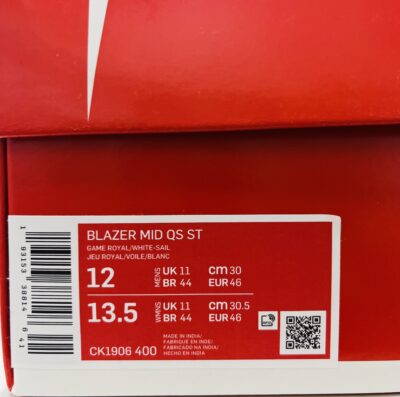 BLAZER MID QS ST
GAME ROYAL/WHITE-SAIL
JEU ROYAL/VOILE/BLANC
12 MENS UK 11 cm 30
BR 44 EUR 46
13.5 WMNS UK 11 cm 30.5
BR 44 EUR 46
CK1906 400
MADE IN INDIA/
FABRIQUE EN INDE/
FABRICADO NA INDIA/
HECHO EN INDIA
1 93153 38814 6 41